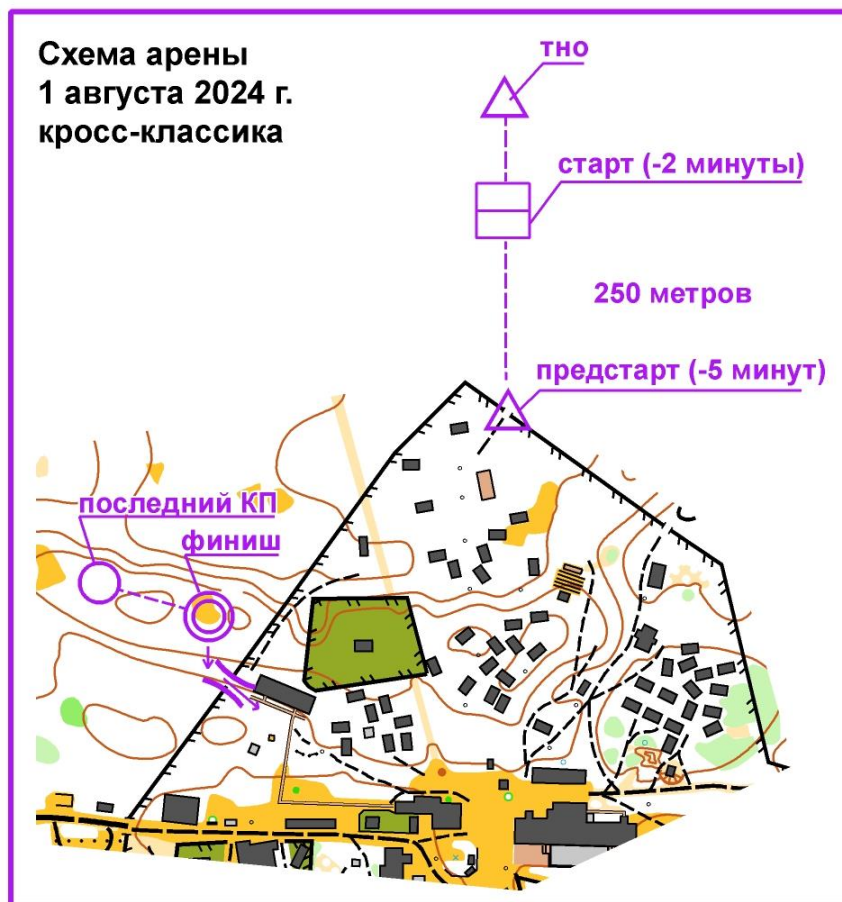 Схема арены
1 августа 2024 г.
кросс-классика
тно
старт (-2 минуты)
250 метров
предстарт (-5 минут)
последний КП
финиш